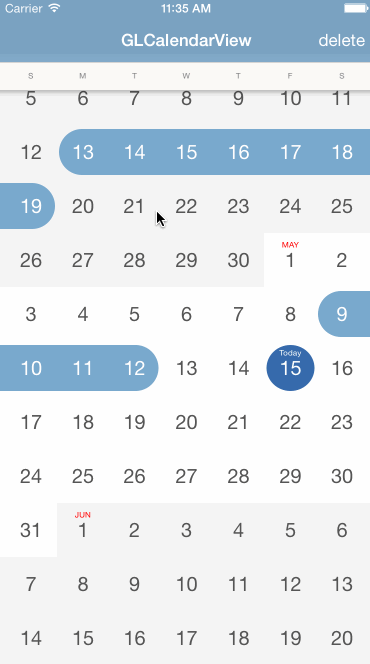 Carrier 11:35 AM
GLCalendarView delete
S M T W T F S
5 6 7 8 9 10 11
12 13 14 15 16 17 18
19 20 21 22 23 24 25
MAY
26 27 28 29 30 1 2
3 4 5 6 7 8 9
Today
10 11 12 13 14 15 16
17 18 19 20 21 22 23
24 25 26 27 28 29 30
JUN
31 1 2 3 4 5 6
7 8 9 10 11 12 13
14 15 16 17 18 19 20